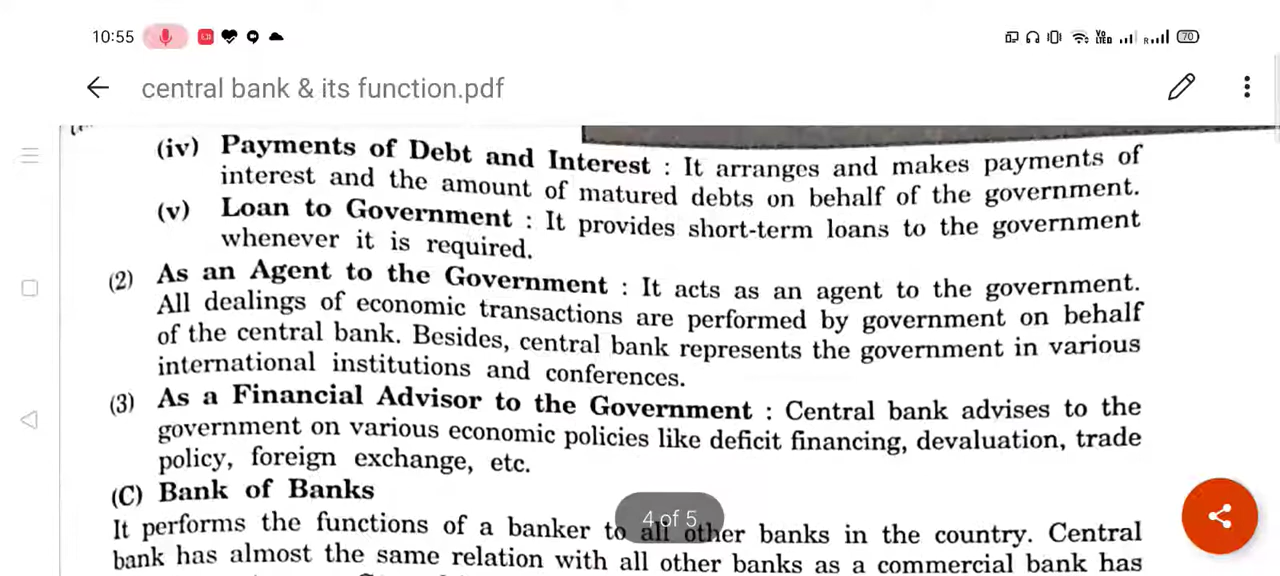 10:55
70
central bank & its function.pdf
(iv) Payments of Debt and Interest : It arranges and makes payments of
interest and the amount of matured debts on behalf of the government.
(v) Loan to Government : It provides short-term loans to the government
whenever it is required.
(2) As an Agent to the Government : It acts as an agent to the government.
All dealings of economic transactions are performed by government on behalf
of the central bank. Besides, central bank represents the government in various
international institutions and conferences.
(3) As a Financial Advisor to the Government : Central bank advises to the
government on various economic policies like deficit financing, devaluation, trade
policy, foreign exchange, etc.
(C) Bank of Banks
4 of 5
It performs the functions of a banker to all other banks in the country. Central
bank has almost the same relation with all other banks as a commercial bank has